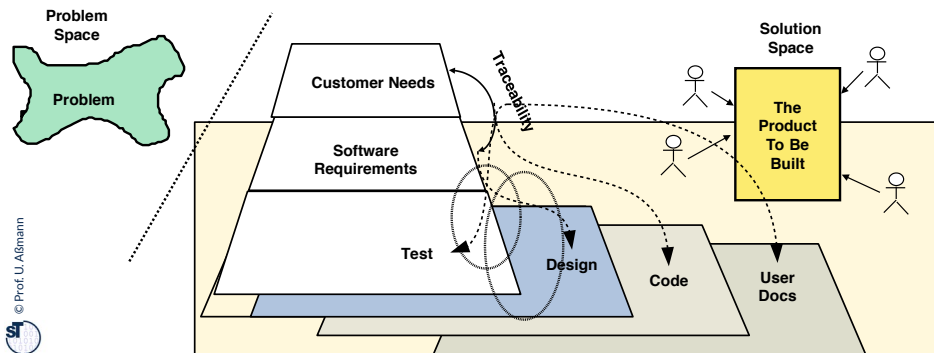 Problem
Space
Problem
Customer Needs
Traceability
Software
Requirements
Test
Design
Code
User
Docs
Solution
Space
The
Product
To Be
Built
© Prof. U. Aßmann
ST